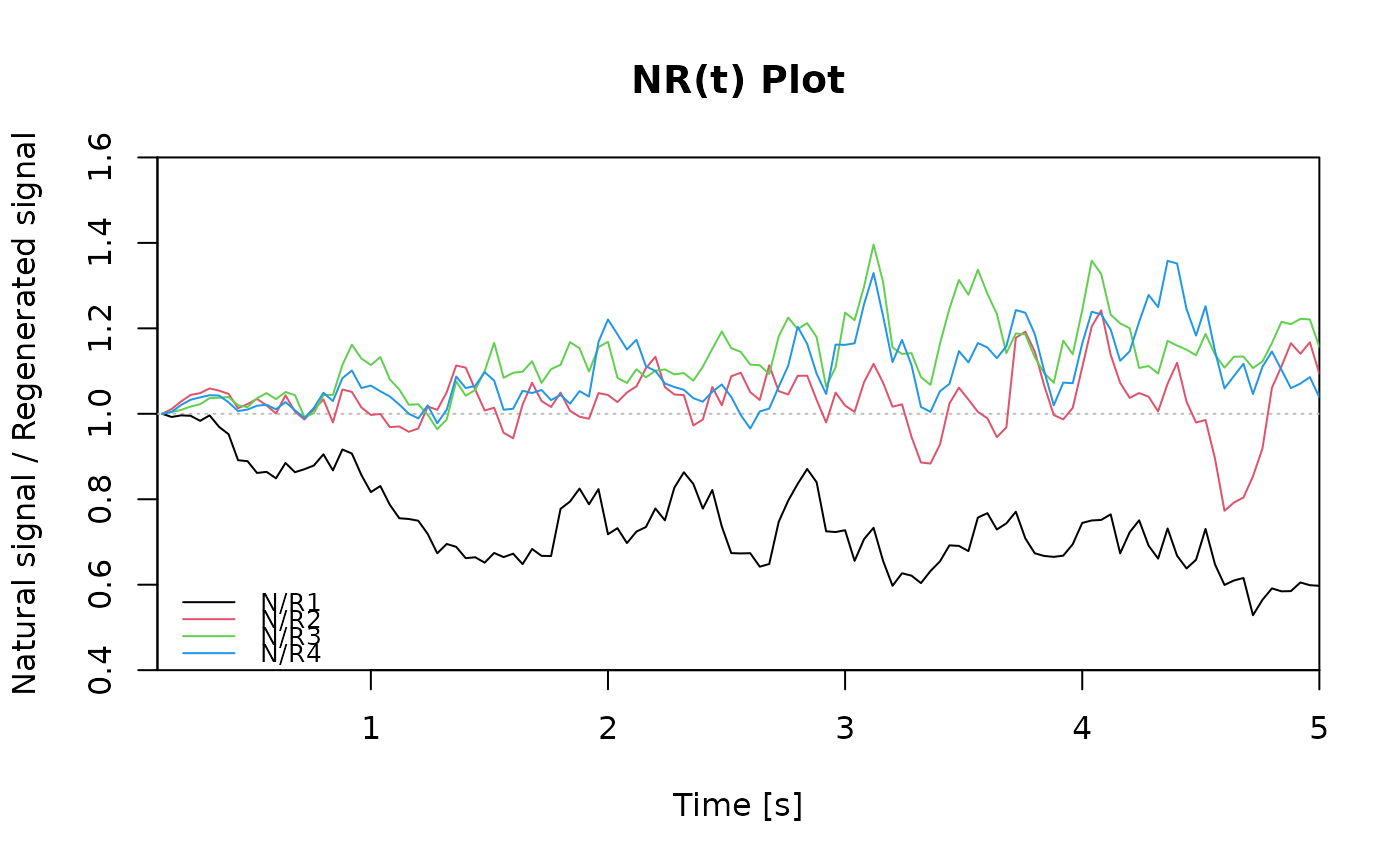 NR(t) Plot
Natural signal / Regenerated signal
1.6
1.4
1.2
1.0
0.8
0.6
0.4
N/R1
N/R2
N/R3
N/R4
1 2 3 4 5
Time [s]